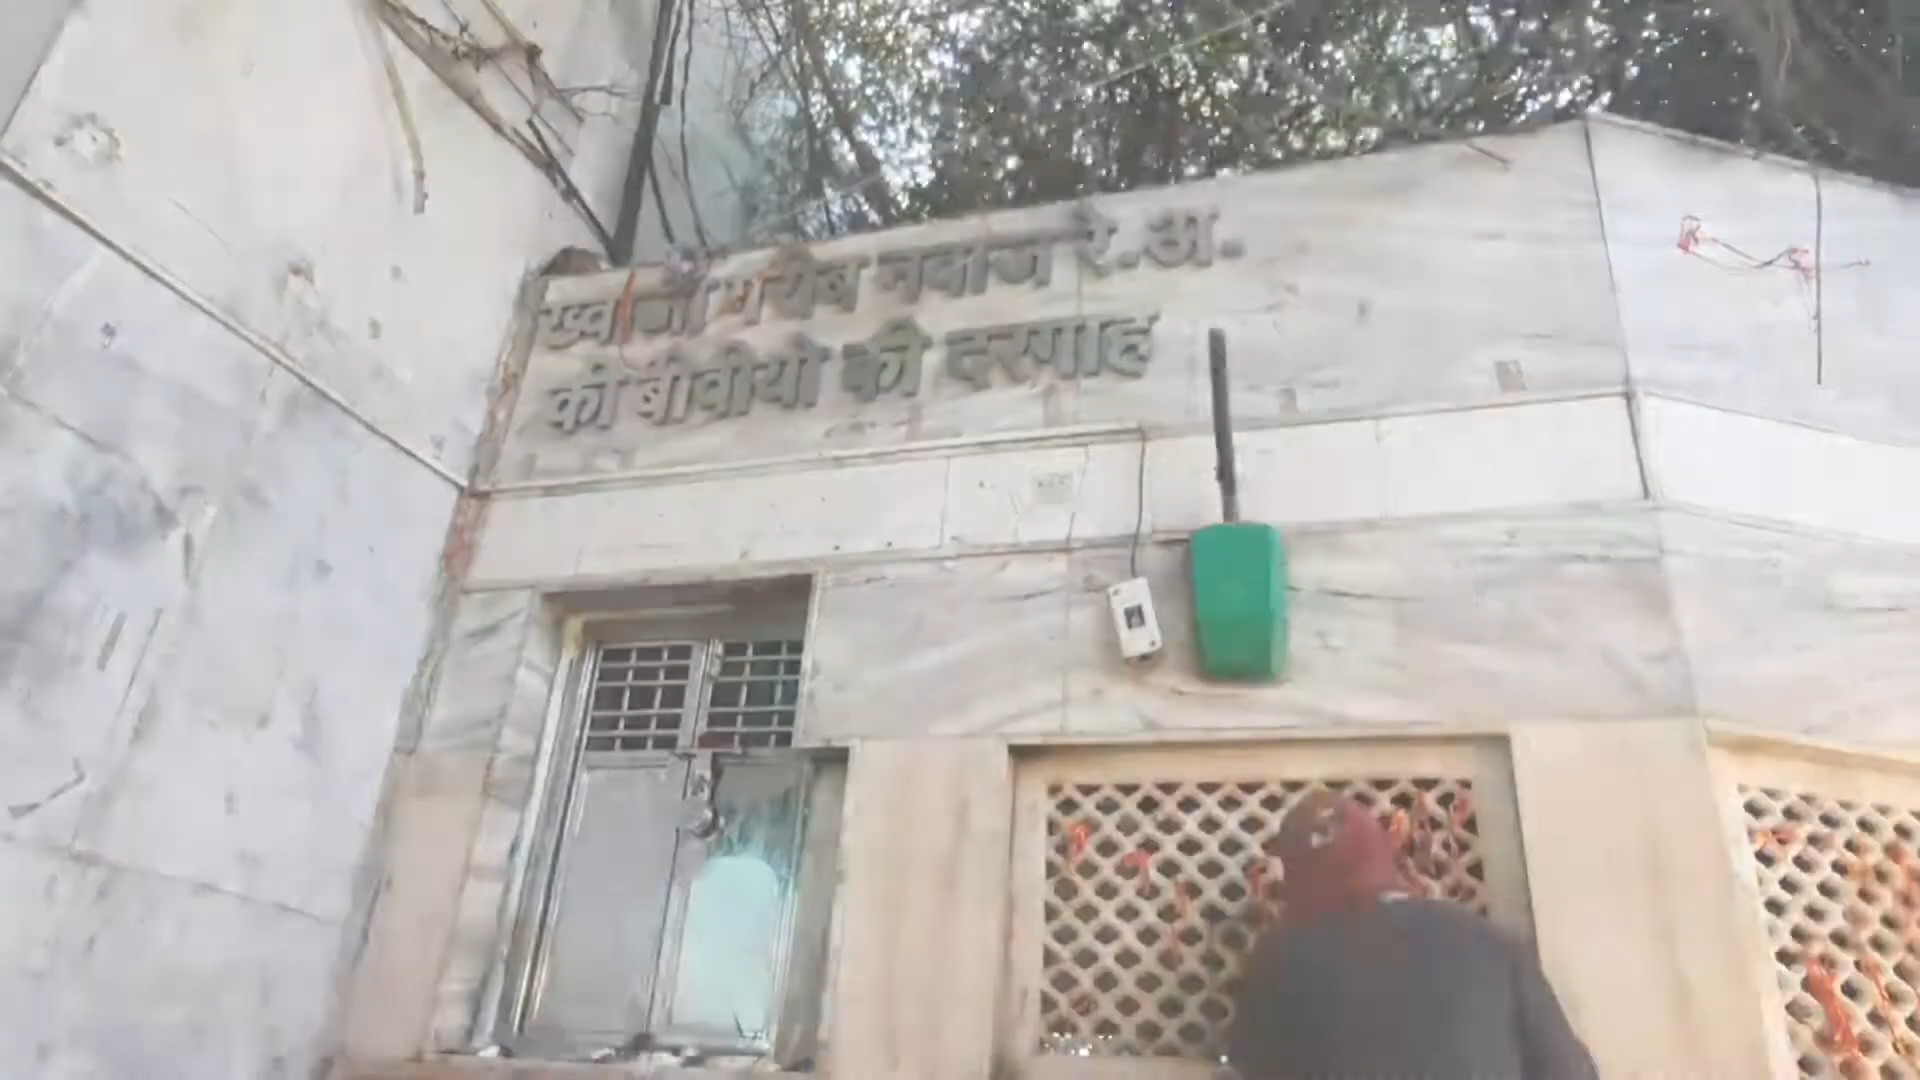 ख्वाजा गरीब नवाज रे.अ.
की बीवीयो की दरगाह